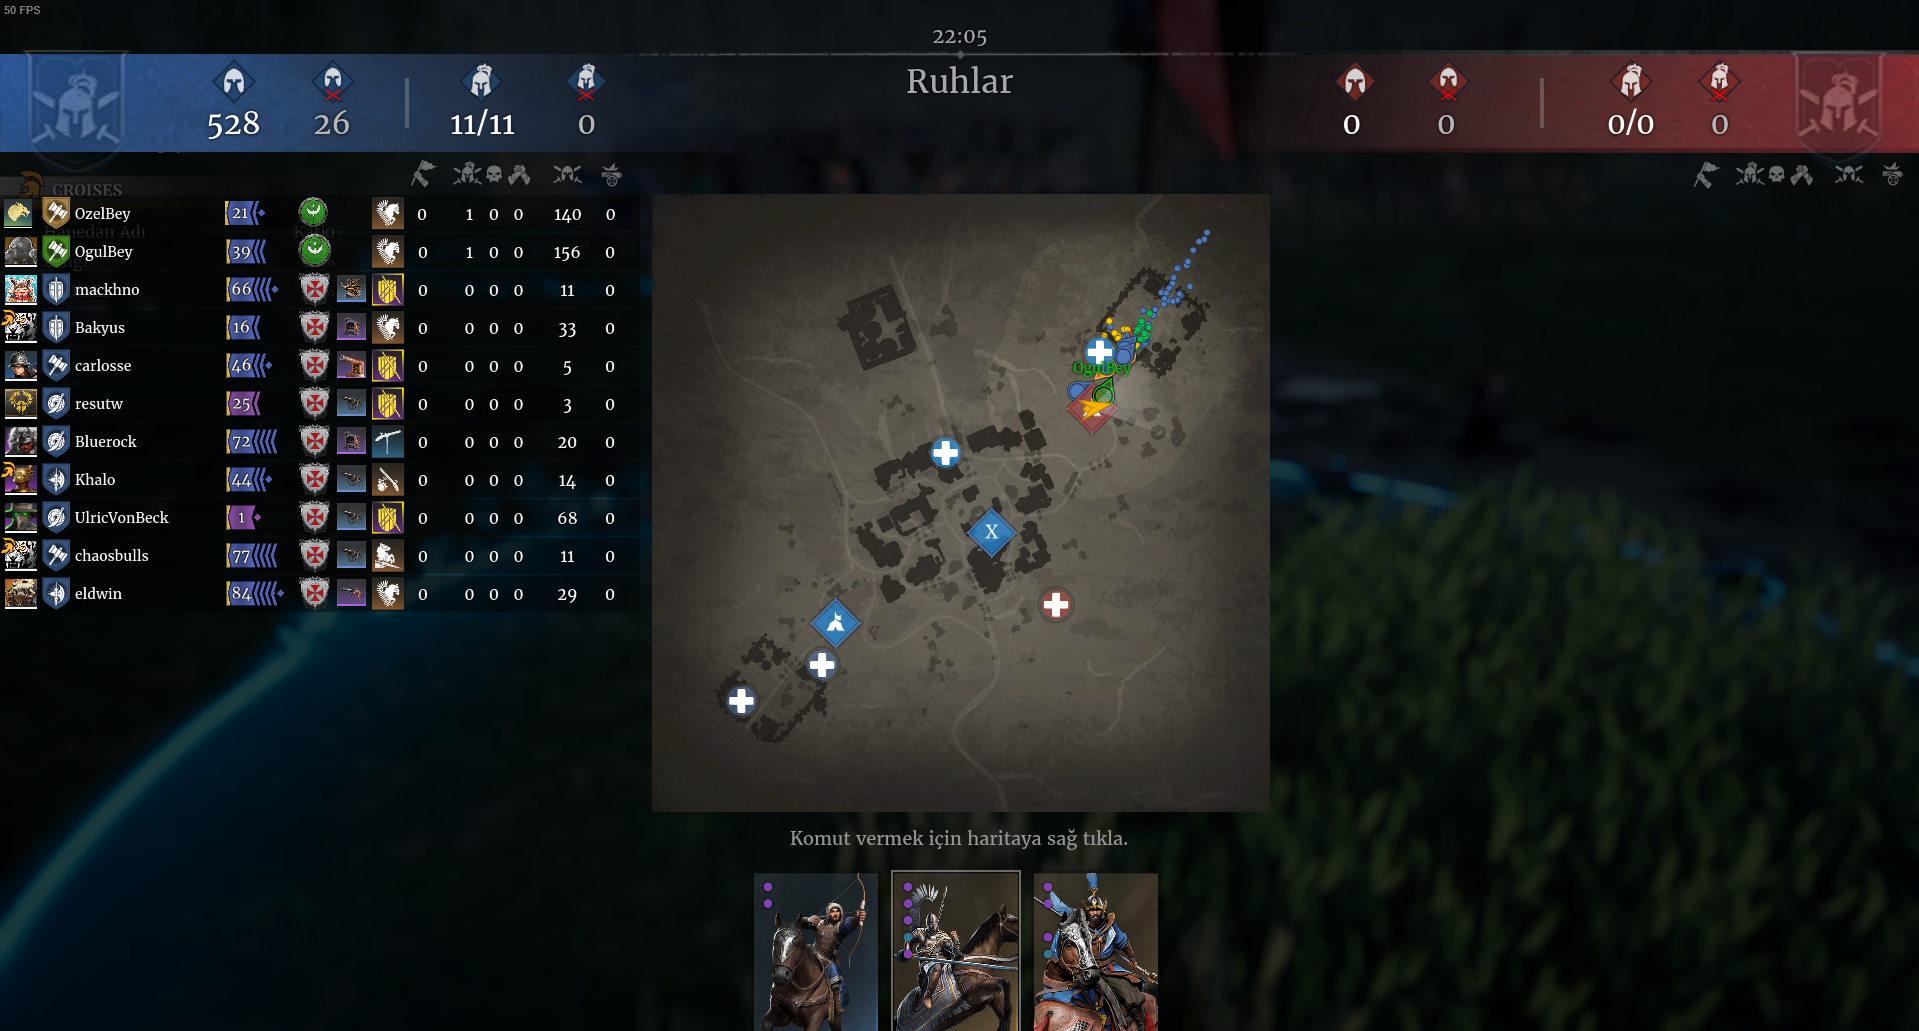 50 FPS
22:05
Ruhlar
528 26 11/11 0
0 0 0/0 0
kazandırdı.
CROISES
OzelBey 21 0 1 0 0 140 0
Hanedan Adı
OgulBey 39 0 1 0 0 156 0
mackhno 66 0 0 0 0 11 0
Bakyus 16 0 0 0 0 33 0
carlosse 46 0 0 0 0 5 0
resutw 25 0 0 0 0 3 0
Bluerock 72 0 0 0 0 20 0
Khalo 44 0 0 0 0 14 0
UlricVonBeck 1 0 0 0 0 68 0
chaosbulls 77 0 0 0 0 11 0
eldwin 84 0 0 0 0 29 0
OgulBey
X
Komut vermek için haritaya sağ tıkla.